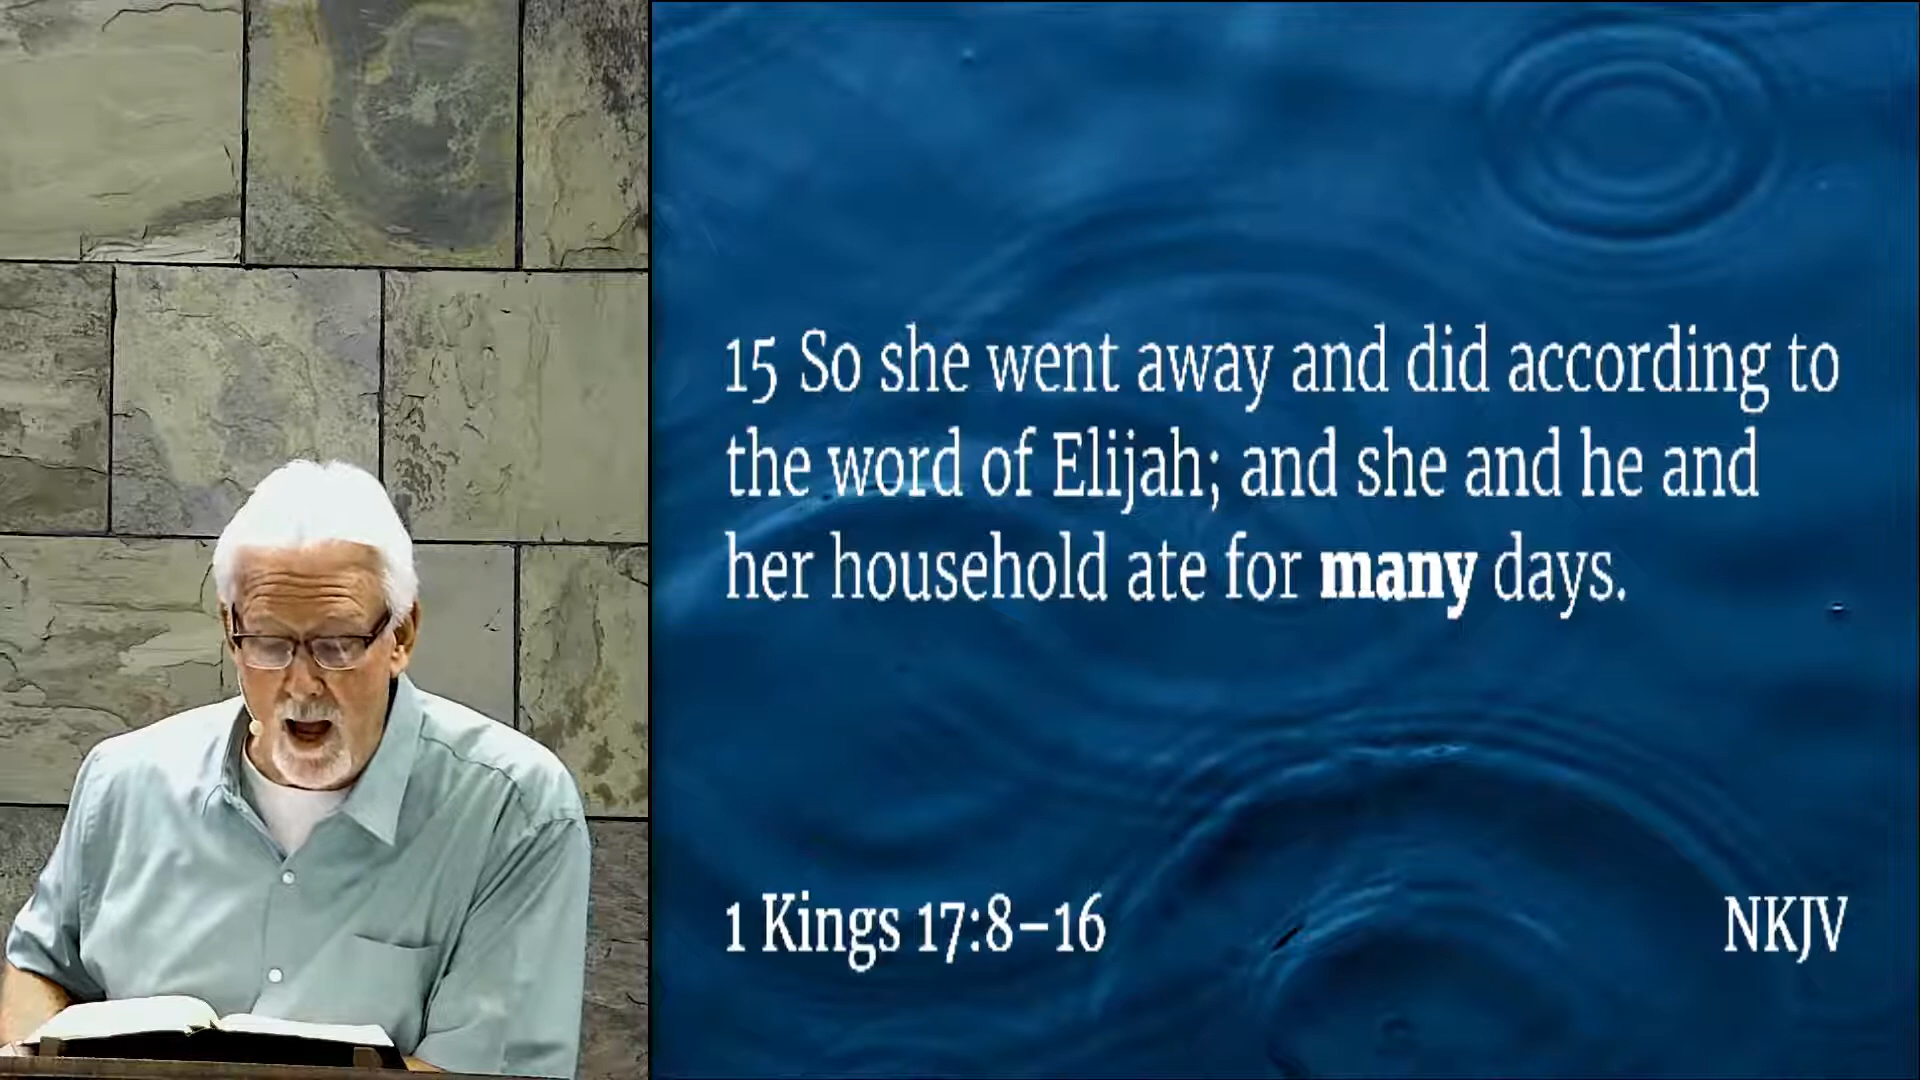 15 So she went away and did according to
the word of Elijah; and she and he and
her household ate for many days.
1 Kings 17:8–16
NKJV